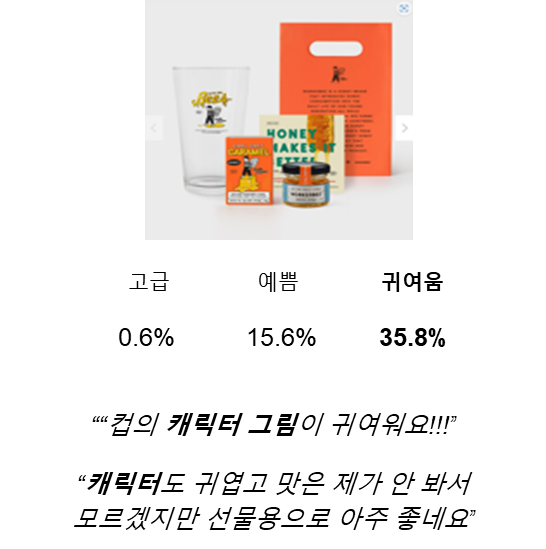 Bee's
HONEY
MAKES IT
BETTER
CARAMEL
고급 예쁨 귀여움
0.6% 15.6% 35.8%
““컵의 캐릭터 그림이 귀여워요!!!”
“캐릭터도 귀엽고 맛은 제가 안 봐서
모르겠지만 선물용으로 아주 좋네요”